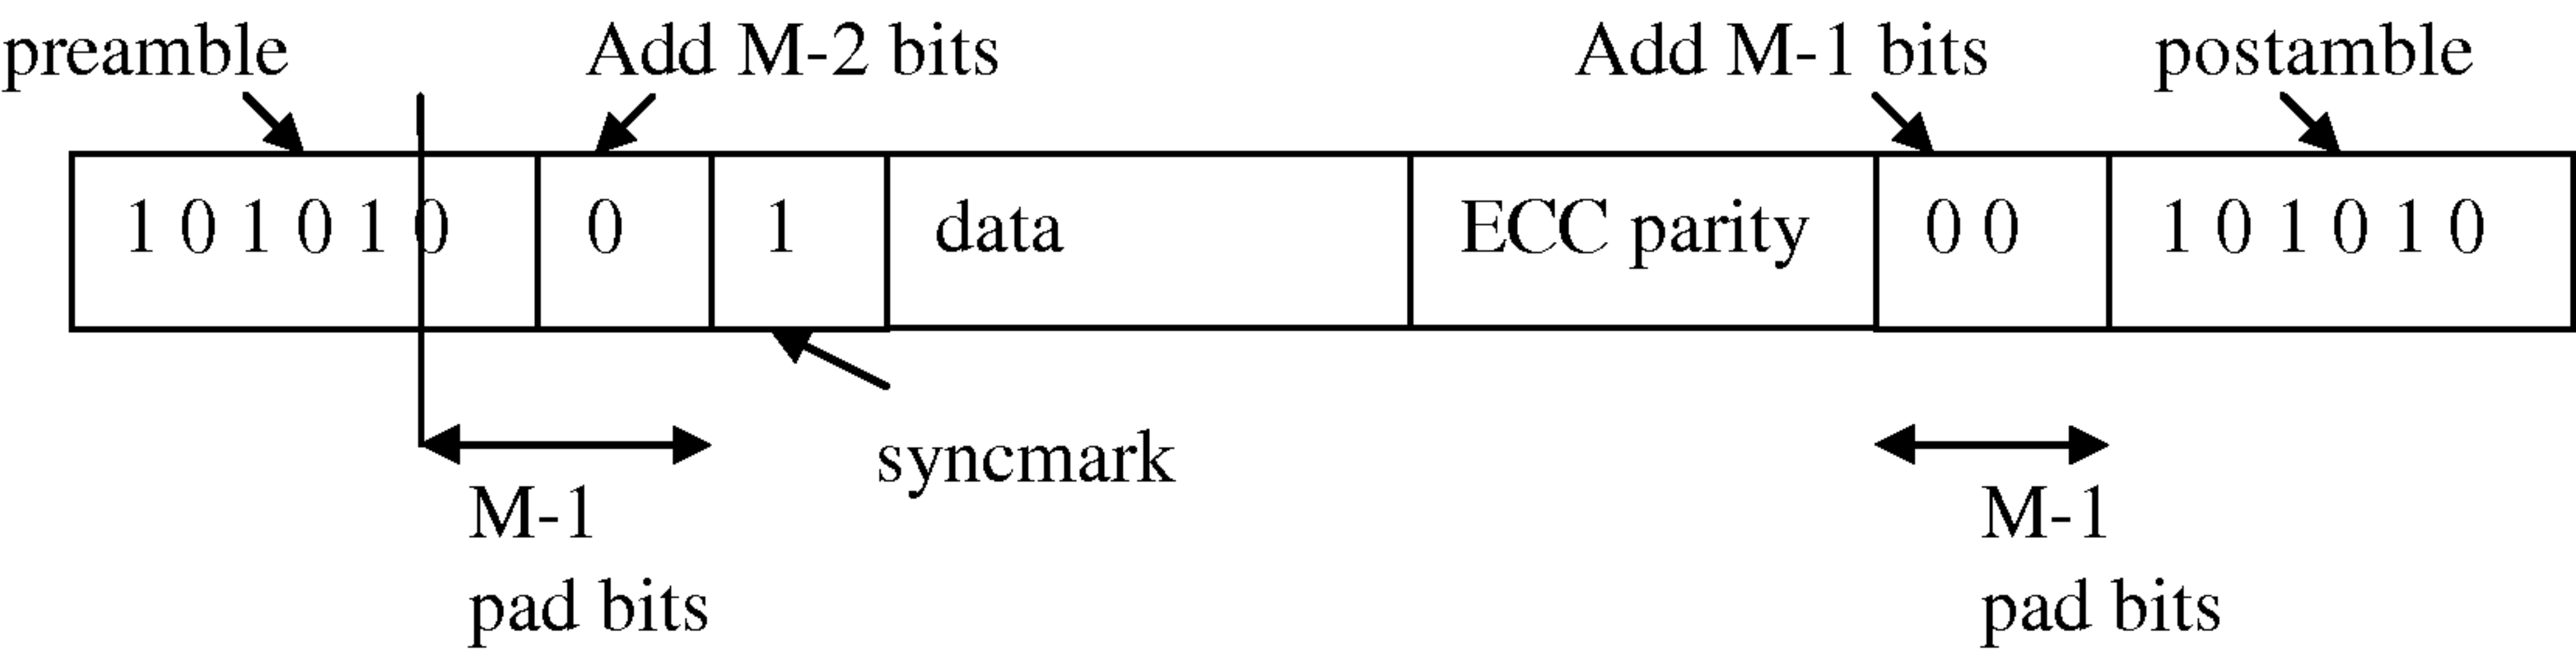 preamble Add M-2 bits Add M-1 bits postamble
1 0 1 0 1 0 0 1 data ECC parity 0 0 1 0 1 0 1 0
syncmark
M-1 M-1
pad bits pad bits